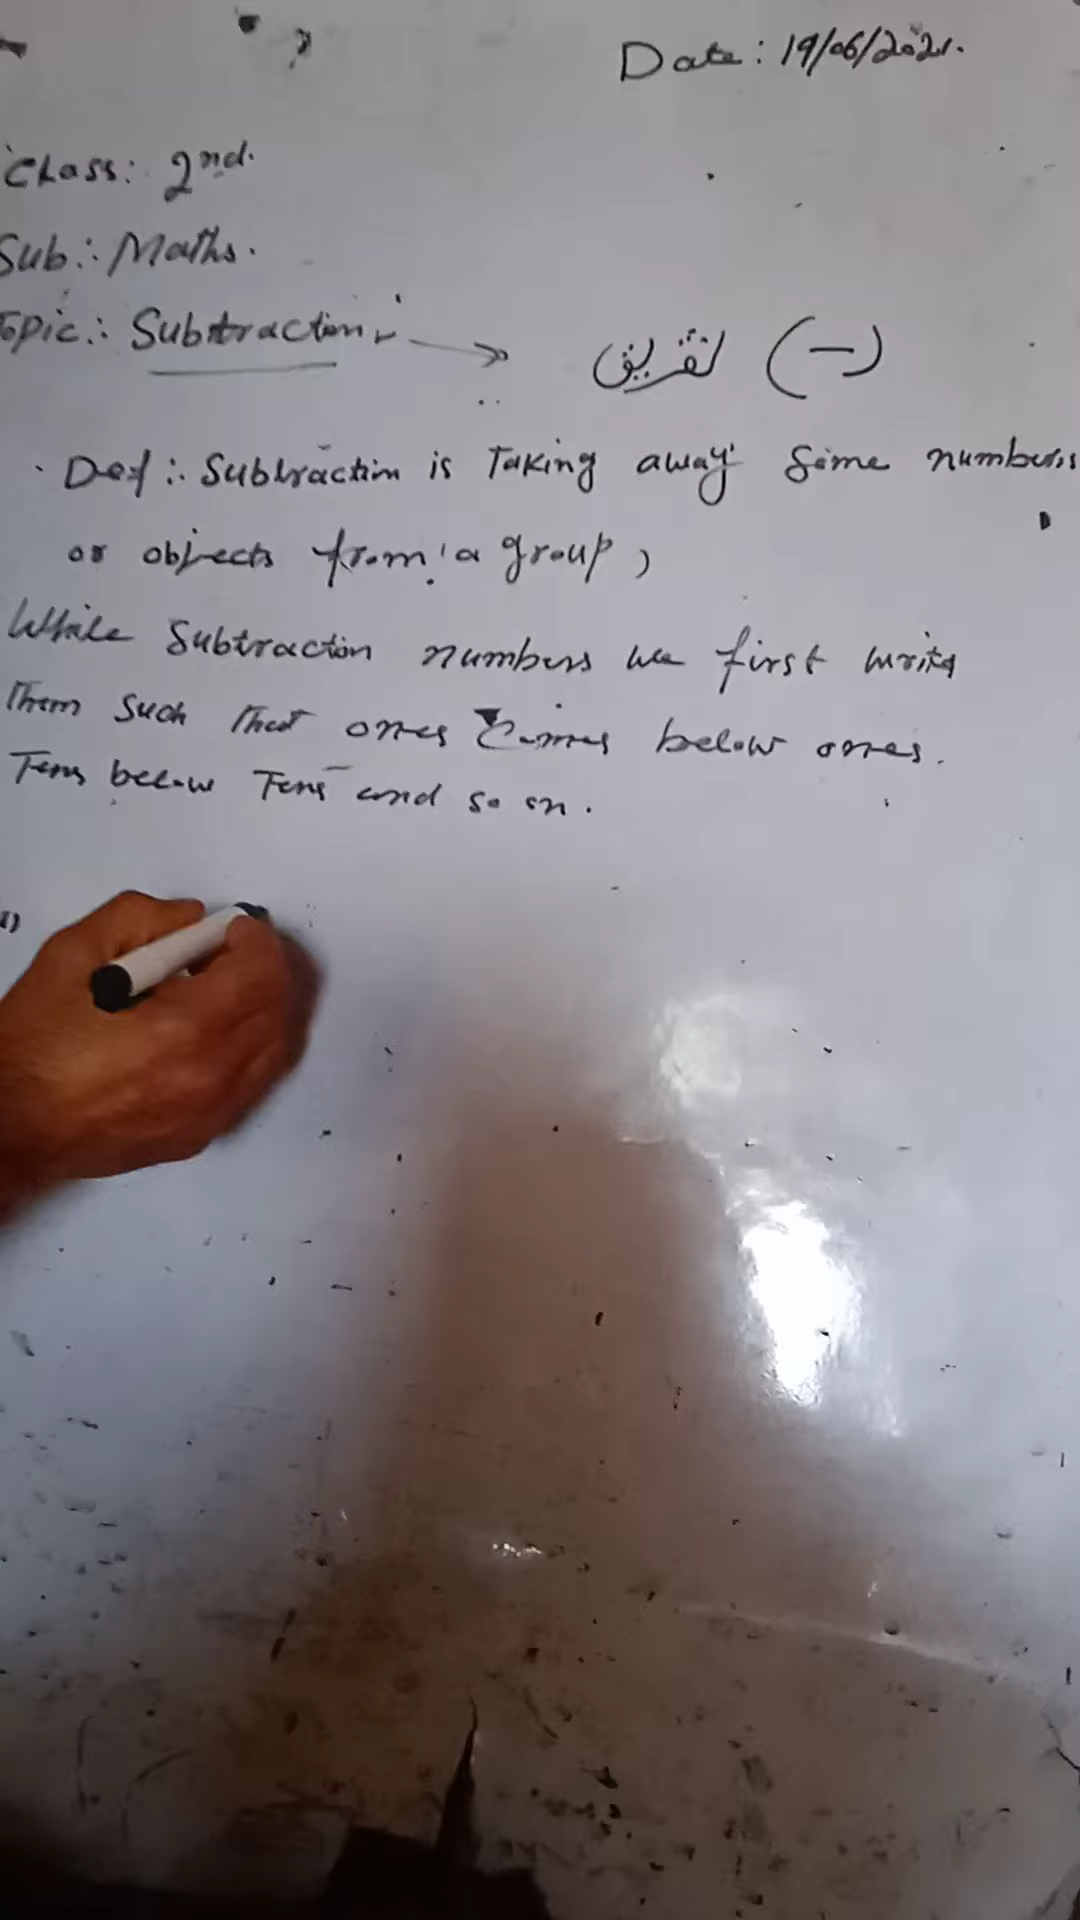 Date: 19/06/2021.
Class: 2nd.
Sub:. Maths.
Topic:. Subtraction → تفریق (−)
Def:. Subtraction is Taking away Some numbers
or objects from a group,
While Subtraction numbers we first write
Them Such That ones Comes below ones.
Tens below Tens and so on.